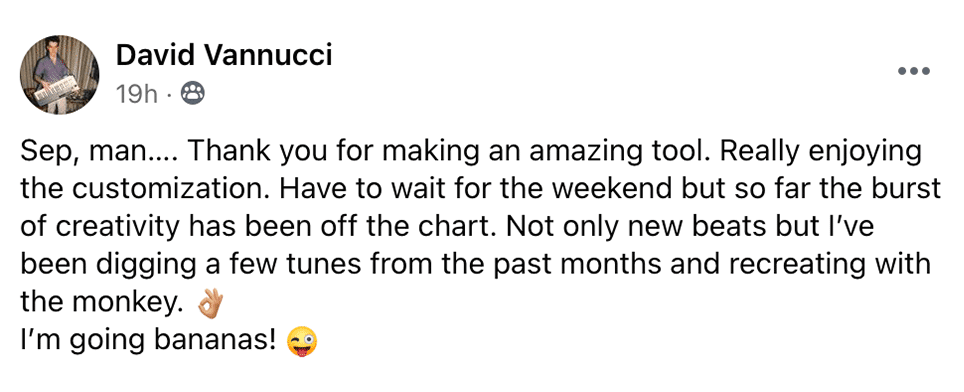 David Vannucci
19h ·
Sep, man.... Thank you for making an amazing tool. Really enjoying
the customization. Have to wait for the weekend but so far the burst
of creativity has been off the chart. Not only new beats but I’ve
been digging a few tunes from the past months and recreating with
the monkey. 👌🏼
I’m going bananas! 😜